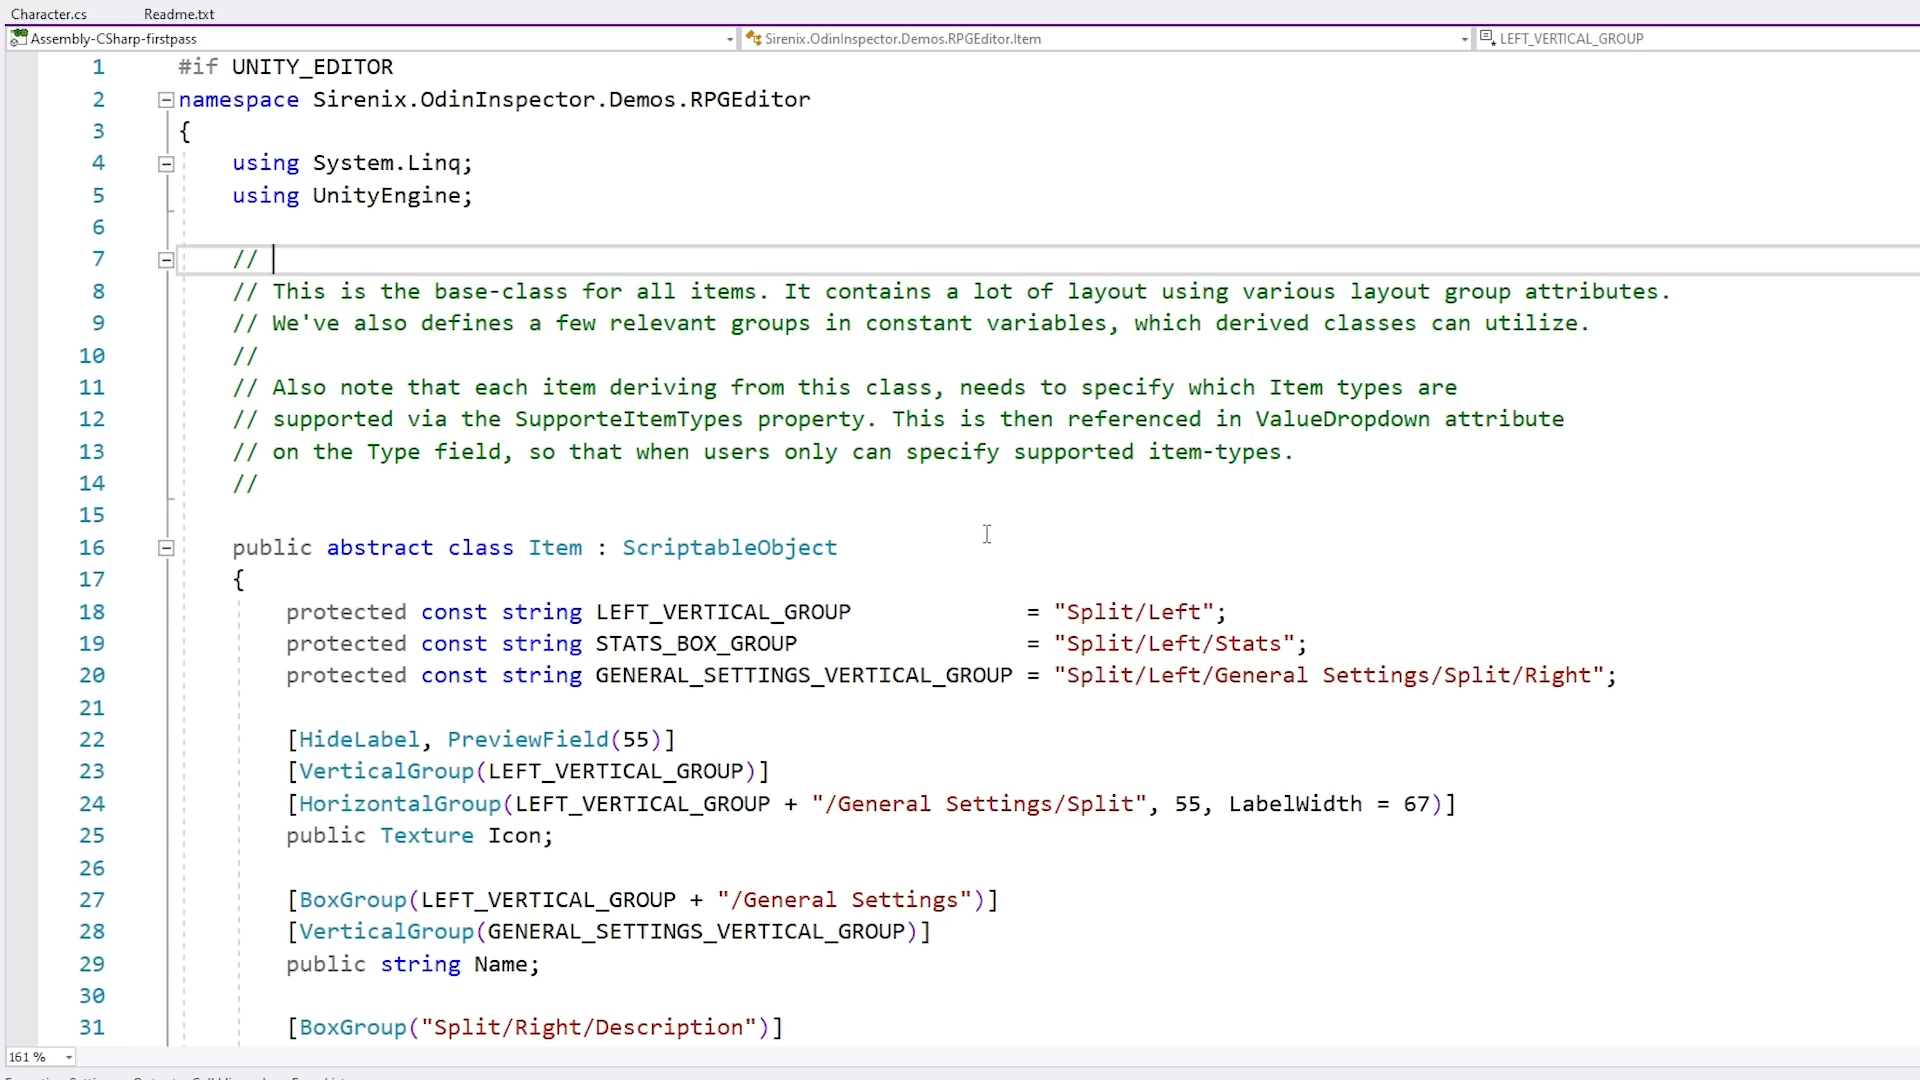 Character.cs Readme.txt
Assembly-CSharp-firstpass Sirenix.OdinInspector.Demos.RPGEditor.Item LEFT_VERTICAL_GROUP
1 #if UNITY_EDITOR
2 namespace Sirenix.OdinInspector.Demos.RPGEditor
3 {
4 using System.Linq;
5 using UnityEngine;
6
7 //
8 // This is the base-class for all items. It contains a lot of layout using various layout group attributes.
9 // We've also defines a few relevant groups in constant variables, which derived classes can utilize.
10 //
11 // Also note that each item deriving from this class, needs to specify which Item types are
12 // supported via the SupporteItemTypes property. This is then referenced in ValueDropdown attribute
13 // on the Type field, so that when users only can specify supported item-types.
14 //
15
16 public abstract class Item : ScriptableObject
17 {
18 protected const string LEFT_VERTICAL_GROUP = "Split/Left";
19 protected const string STATS_BOX_GROUP = "Split/Left/Stats";
20 protected const string GENERAL_SETTINGS_VERTICAL_GROUP = "Split/Left/General Settings/Split/Right";
21
22 [HideLabel, PreviewField(55)]
23 [VerticalGroup(LEFT_VERTICAL_GROUP)]
24 [HorizontalGroup(LEFT_VERTICAL_GROUP + "/General Settings/Split", 55, LabelWidth = 67)]
25 public Texture Icon;
26
27 [BoxGroup(LEFT_VERTICAL_GROUP + "/General Settings")]
28 [VerticalGroup(GENERAL_SETTINGS_VERTICAL_GROUP)]
29 public string Name;
30
31 [BoxGroup("Split/Right/Description")]
161 %